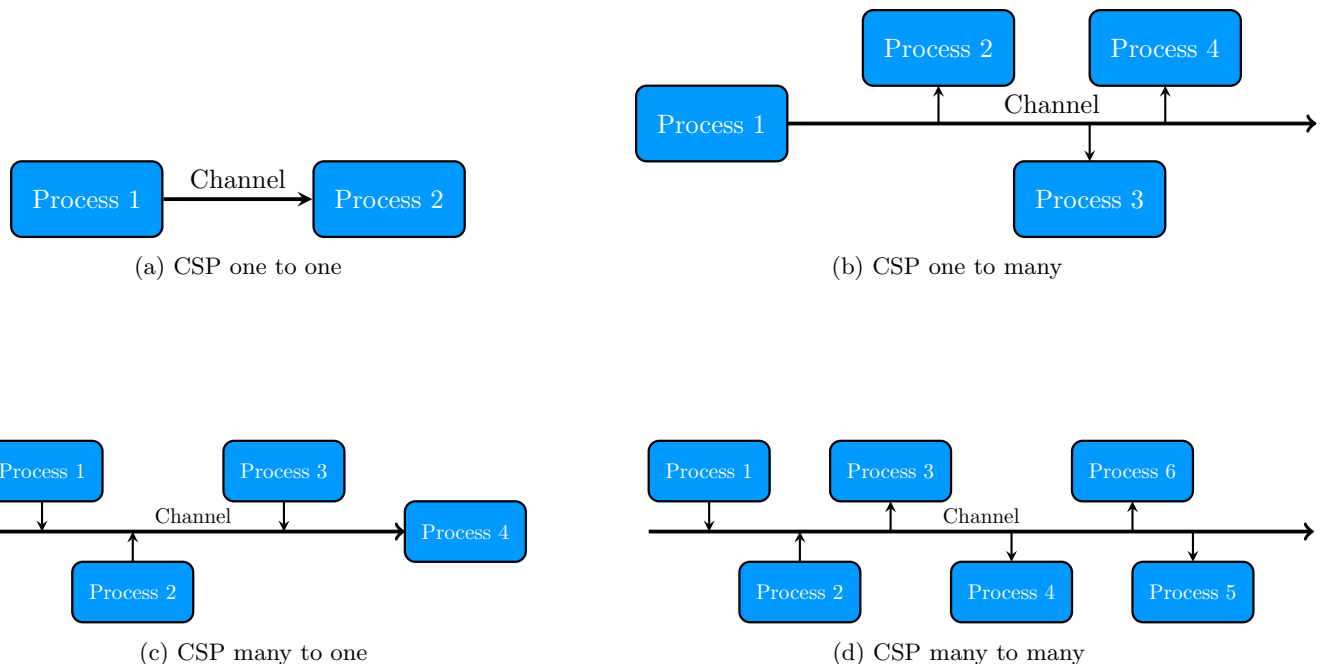 Process 1
Channel
Process 2
(a) CSP one to one
Process 2
Process 4
Process 1
Channel
Process 3
(b) CSP one to many
Process 1
Process 3
Channel
Process 4
Process 2
(c) CSP many to one
Process 1
Process 3
Process 6
Channel
Process 2
Process 4
Process 5
(d) CSP many to many